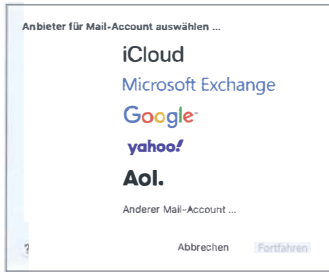 Anbieter für Mail-Account auswählen ...
iCloud
Microsoft Exchange
Google
yahoo!
Aol.
Anderer Mail-Account ...
? Abbrechen Fortfahren